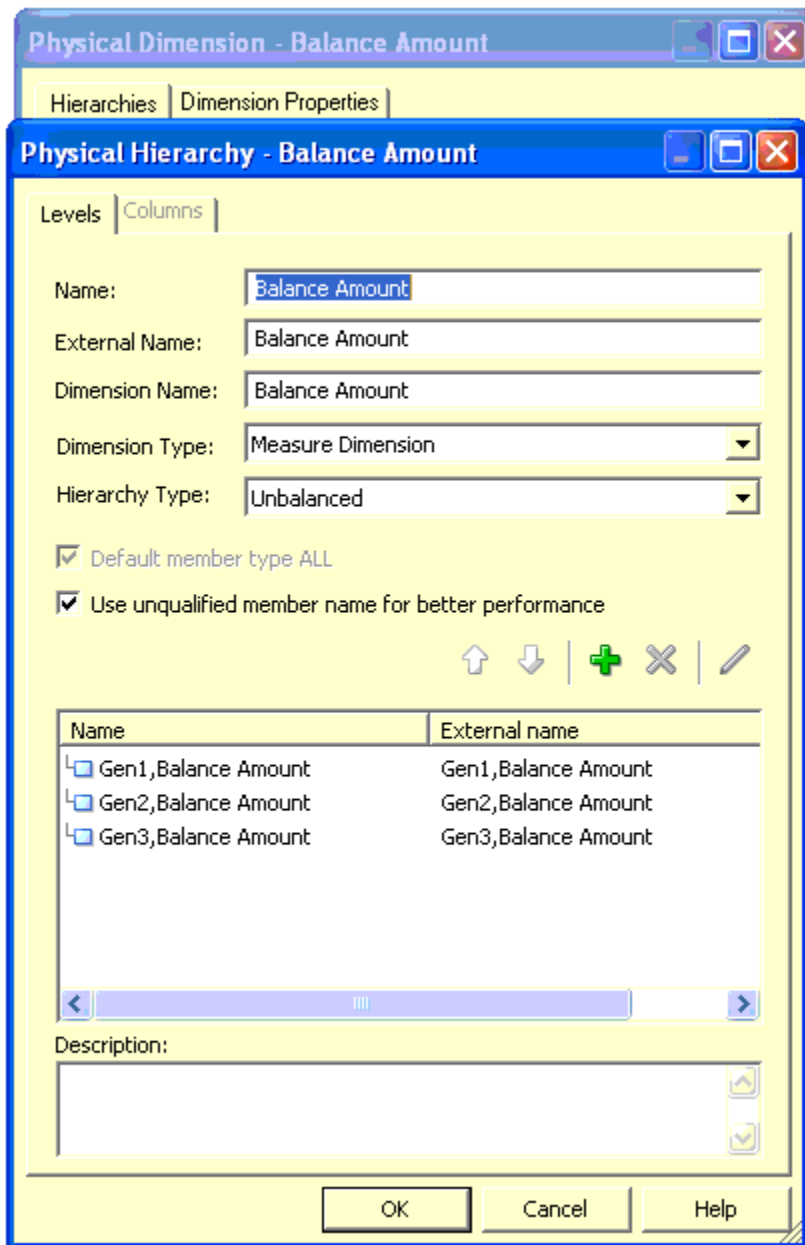 Physical Dimension - Balance Amount
Hierarchies Dimension Properties
Physical Hierarchy - Balance Amount
Levels Columns
Name: Balance Amount
External Name: Balance Amount
Dimension Name: Balance Amount
Dimension Type: Measure Dimension
Hierarchy Type: Unbalanced
Default member type ALL
Use unqualified member name for better performance
Name External name
Gen1,Balance Amount Gen1,Balance Amount
Gen2,Balance Amount Gen2,Balance Amount
Gen3,Balance Amount Gen3,Balance Amount
Description:
OK Cancel Help